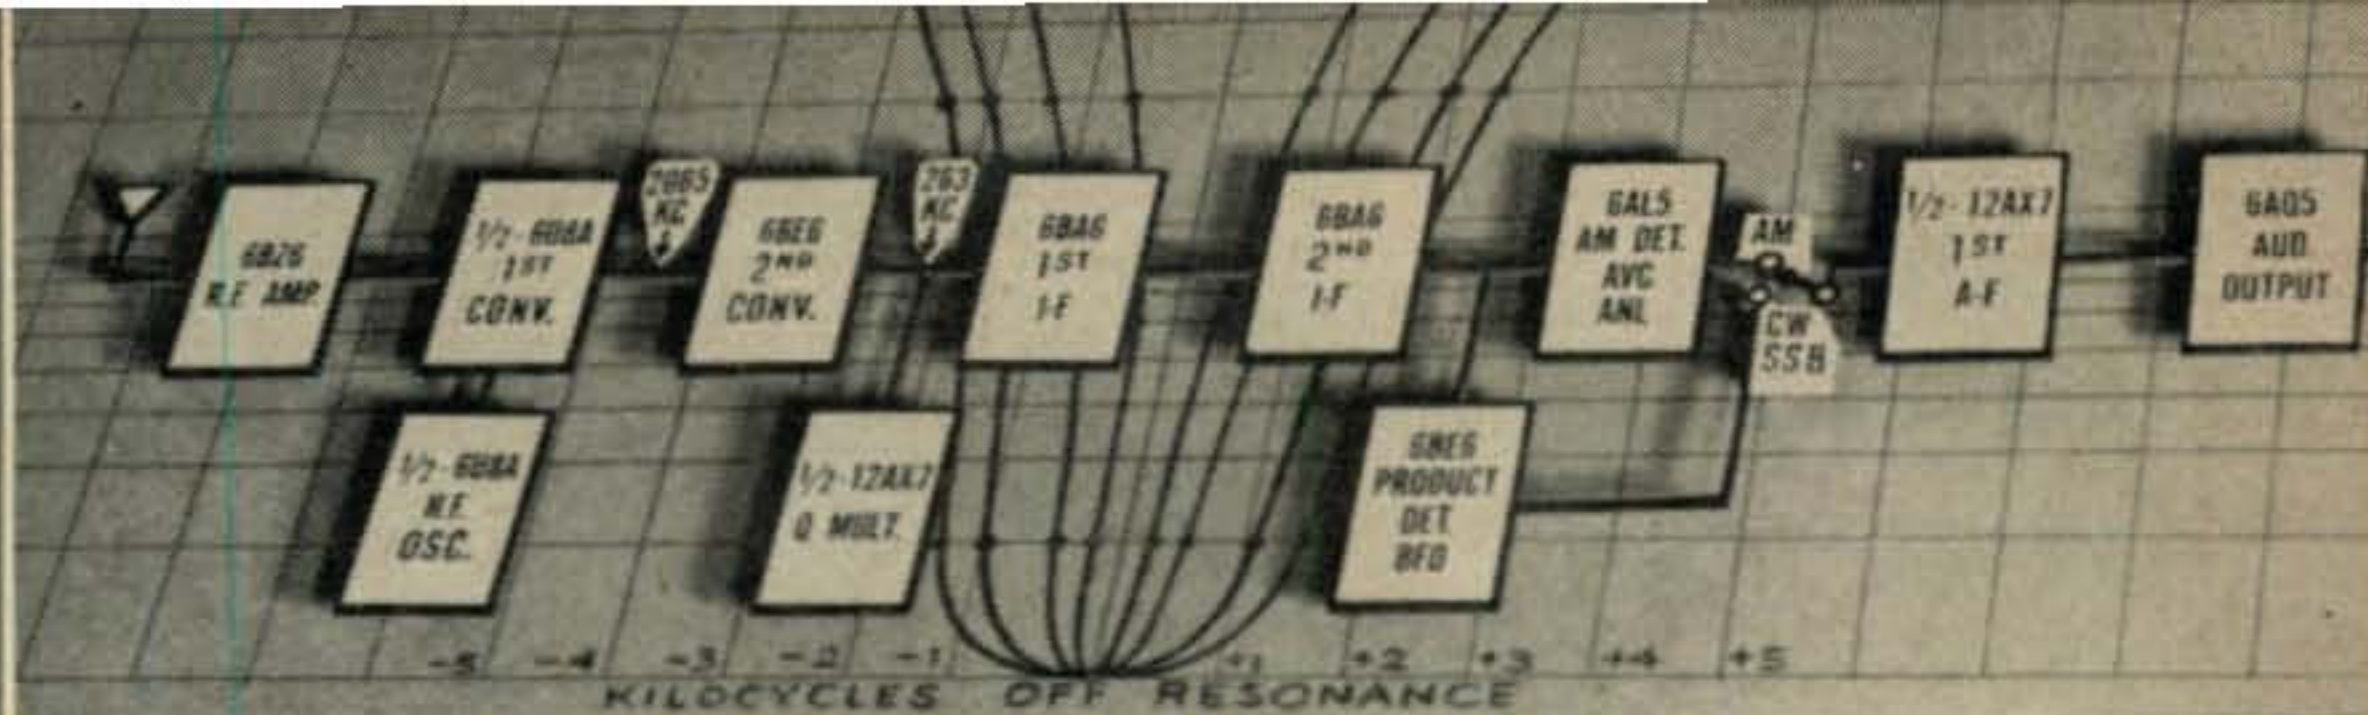 6BZ6
R.F. AMP.
1/2-6U8A
1ST
CONV.
2065
KC
6BE6
2ND
CONV.
263
KC
6BA6
1ST
I-F
6BA6
2ND
I-F
6AL5
AM DET.
AVC
ANL
AM
CW
SSB
1/2-12AX7
1ST
A-F
6AQ5
AUD.
OUTPUT
1/2-6U8A
H.F.
OSC.
1/2-12AX7
Q MULT.
6BE6
PRODUCT
DET.
BFO
-5 -4 -3 -2 -1 +1 +2 +3 +4 +5
KILOCYCLES OFF RESONANCE